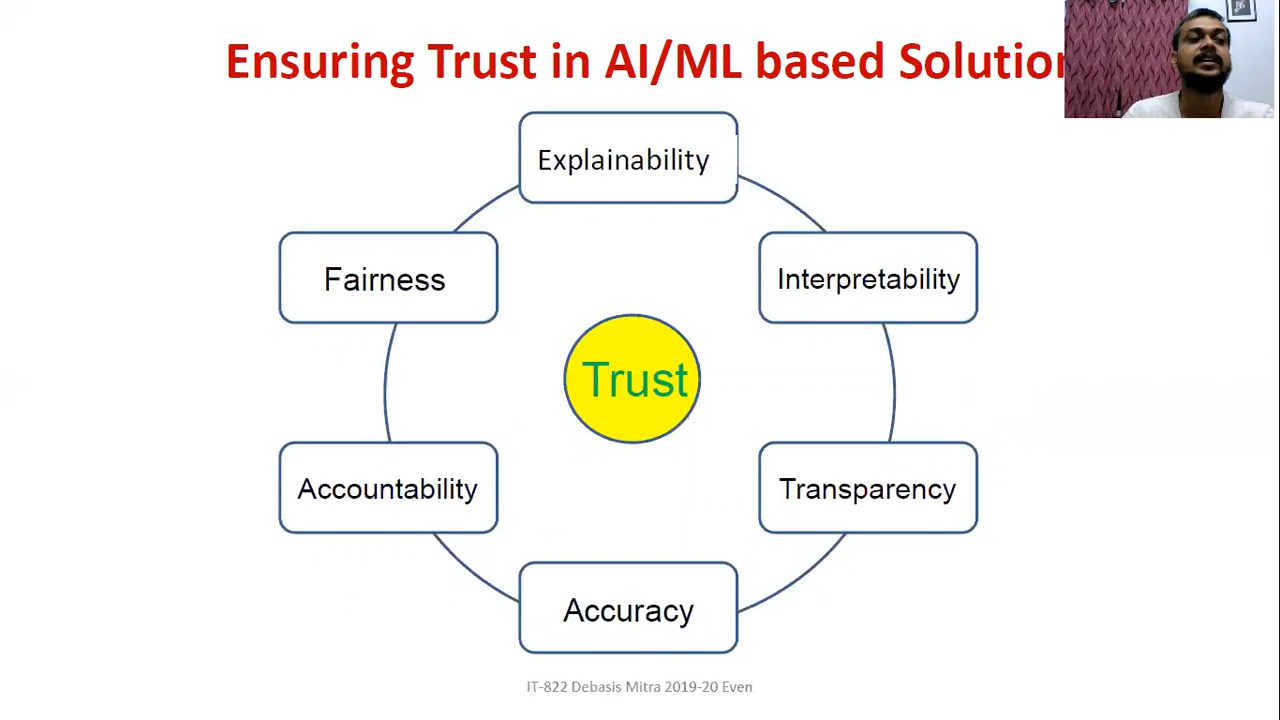 Ensuring Trust in AI/ML based Solution
Explainability
Fairness
Interpretability
Trust
Accountability
Transparency
Accuracy
IT-822 Debasis Mitra 2019-20 Even